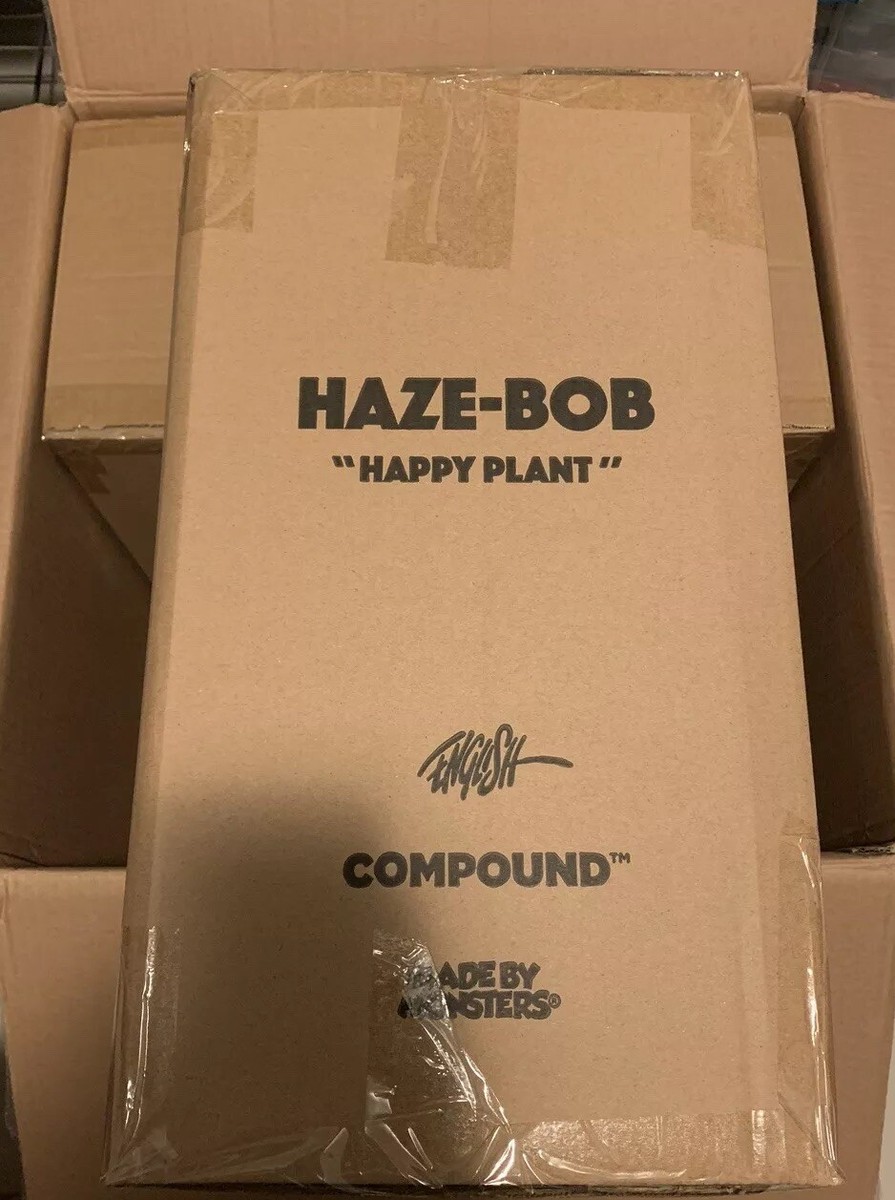 HAZE-BOB
"HAPPY PLANT"
ENGLISH
COMPOUND™
MADE BY
MONSTERS®